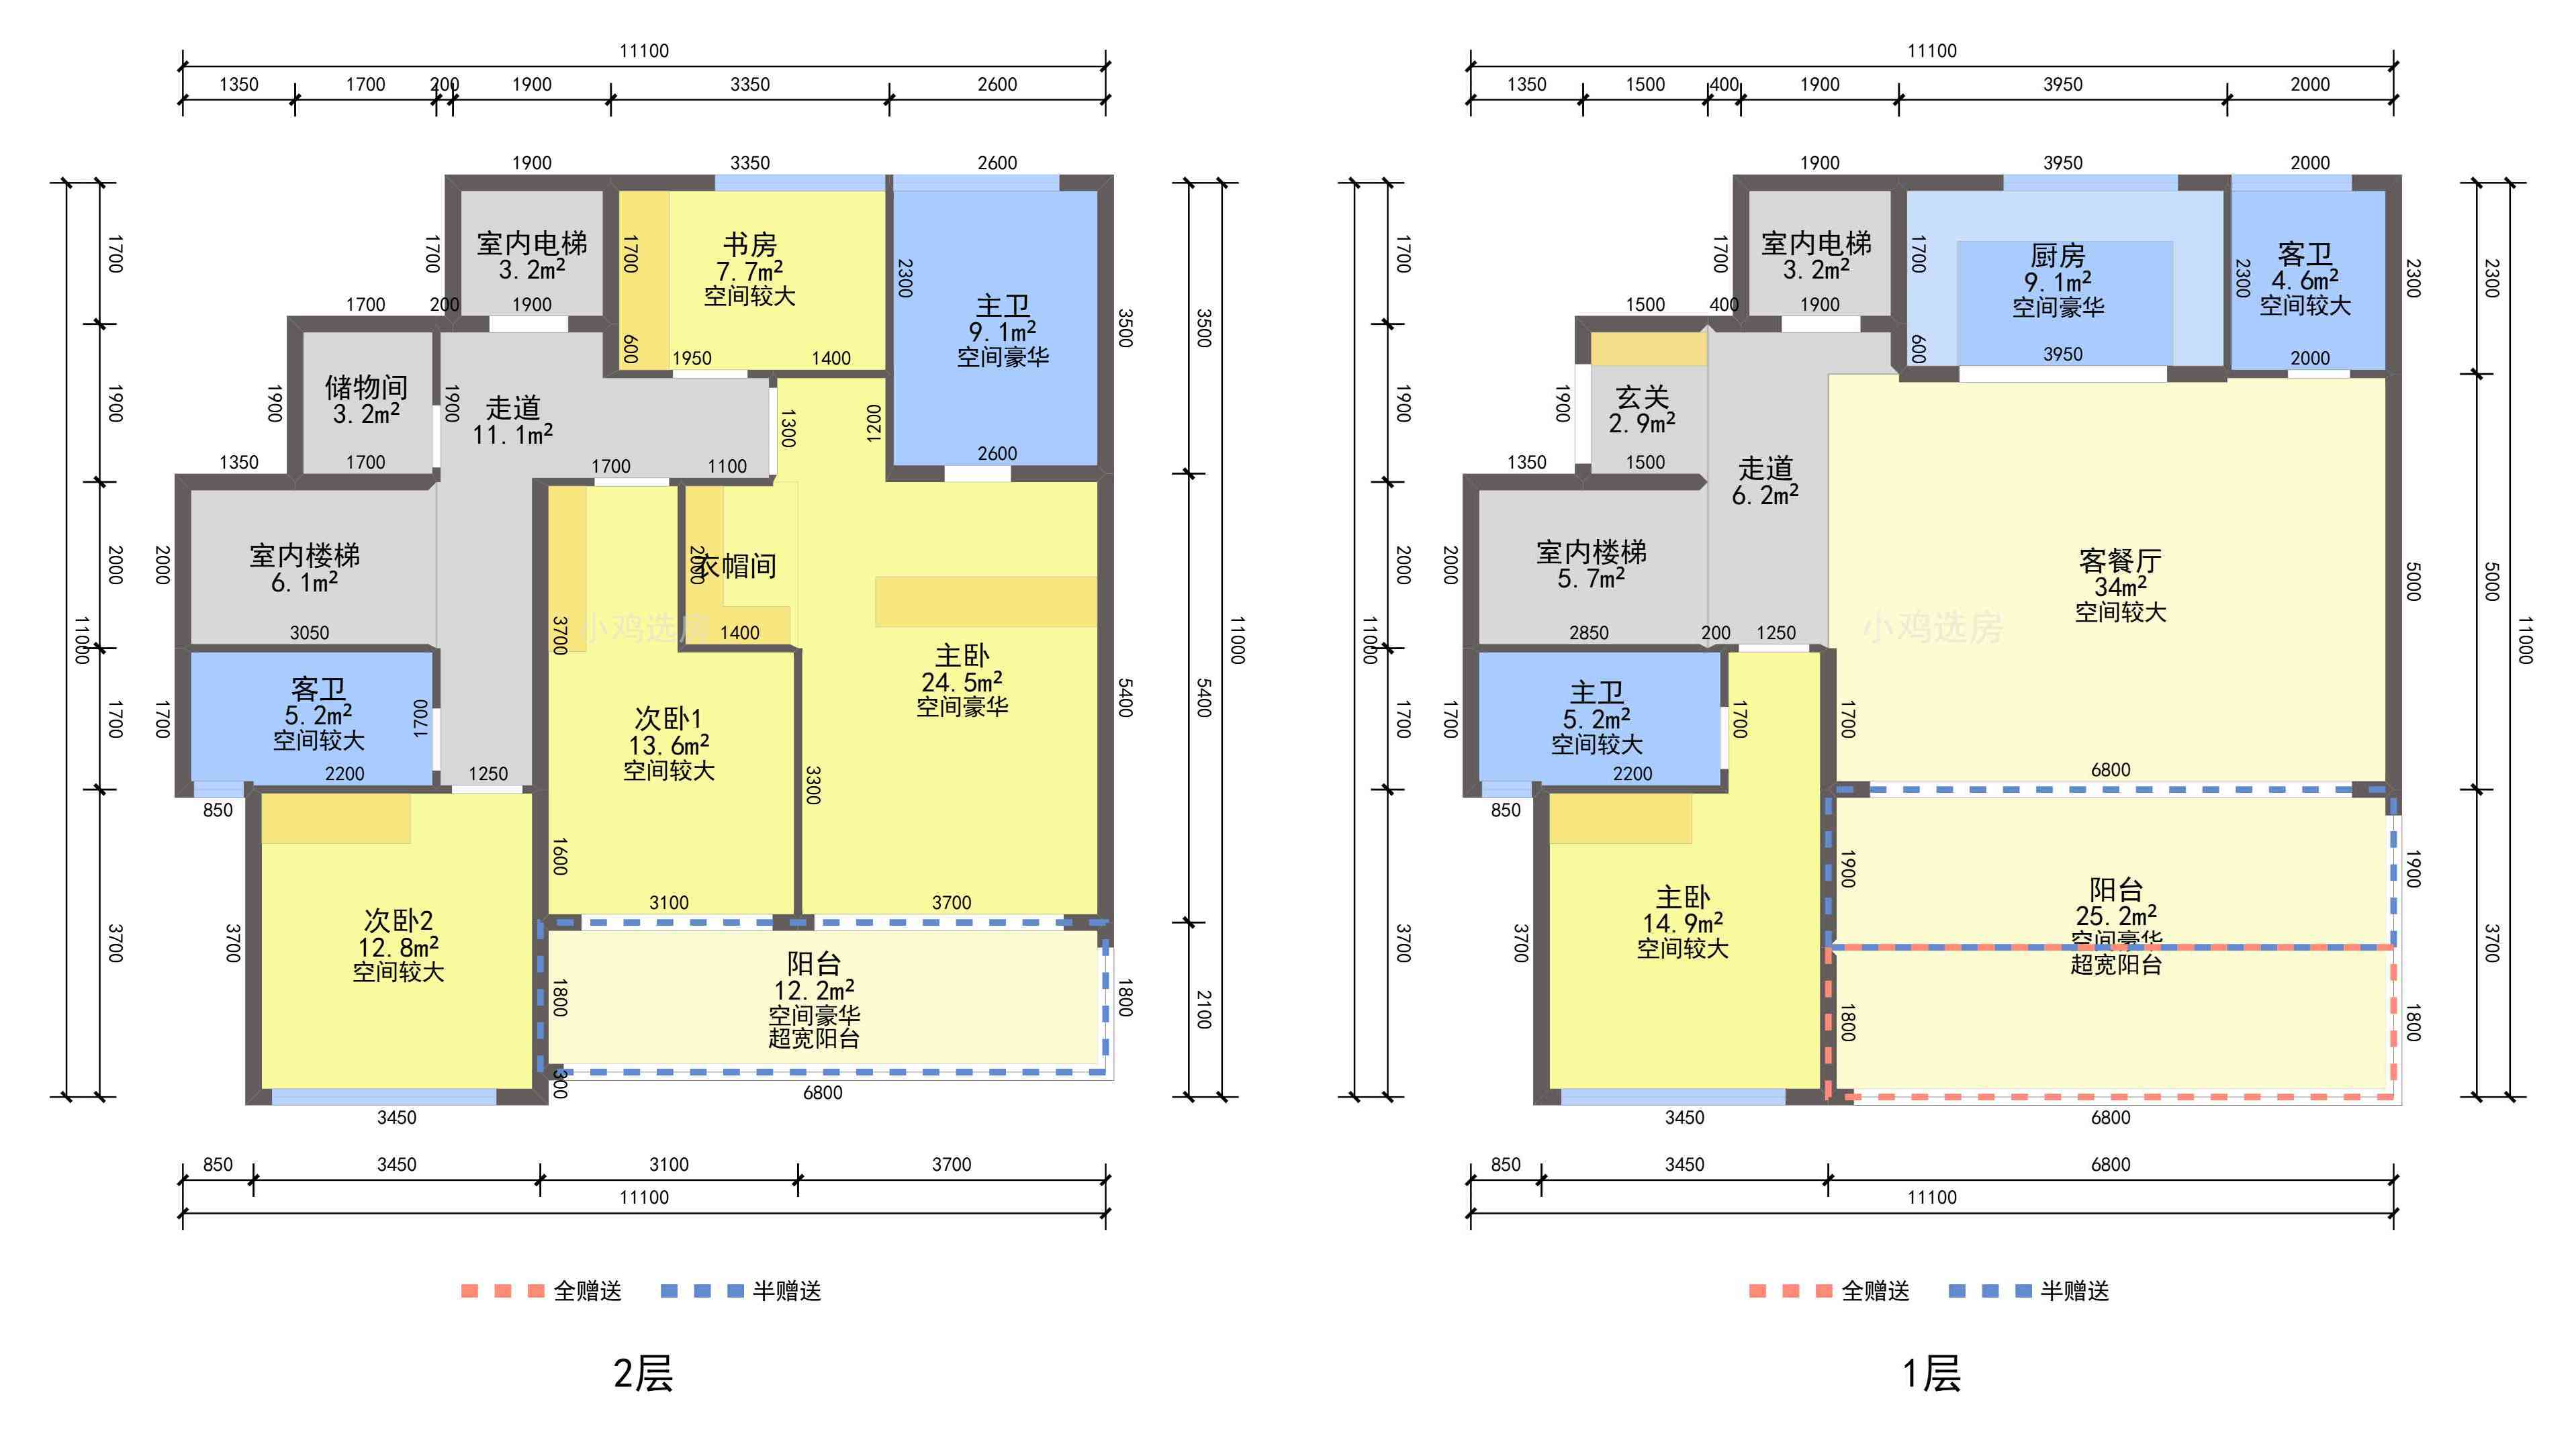 11100
1350 1700 200 1900 3350 2600
1900 3350 2600
1700
1700
室内电梯
3.2m²
1700
书房
7.7m²
空间较大
2300
主卫
9.1m²
空间豪华
3500
3500
1700 200 1900
600
1950 1400
1900
1900
储物间
3.2m²
1900
走道
11.1m²
1300
1200
1350 1700
1700 1100
2600
2000
2000
室内楼梯
6.1m²
3050
11000
3700
2000
衣帽间
1400
主卧
24.5m²
空间豪华
5400
5400
11000
1700
1700
客卫
5.2m²
空间较大
1700
2200 1250
850
次卧1
13.6m²
空间较大
3300
1600
3100 3700
3700
3700
次卧2
12.8m²
空间较大
1800
阳台
12.2m²
空间豪华
超宽阳台
1800
2100
300
6800
3450
850 3450 3100 3700
11100
小鸡选房
全赠送 半赠送
2层
11100
1350 1500 400 1900 3950 2000
1900 3950 2000
1700
1700
室内电梯
3.2m²
1700
厨房
9.1m²
空间豪华
2300
客卫
4.6m²
空间较大
2300
2300
1500 400 1900
600
3950 2000
1900
1900
玄关
2.9m²
1350 1500
走道
6.2m²
2000
2000
室内楼梯
5.7m²
2850 200 1250
11000
客餐厅
34m²
空间较大
5000
5000
11000
小鸡选房
1700
1700
主卫
5.2m²
空间较大
1700
1700
2200
6800
850
3700
3700
主卧
14.9m²
空间较大
1900
阳台
25.2m²
空间豪华
超宽阳台
1900
3700
1800
1800
3450 6800
850 3450 6800
11100
全赠送 半赠送
1层